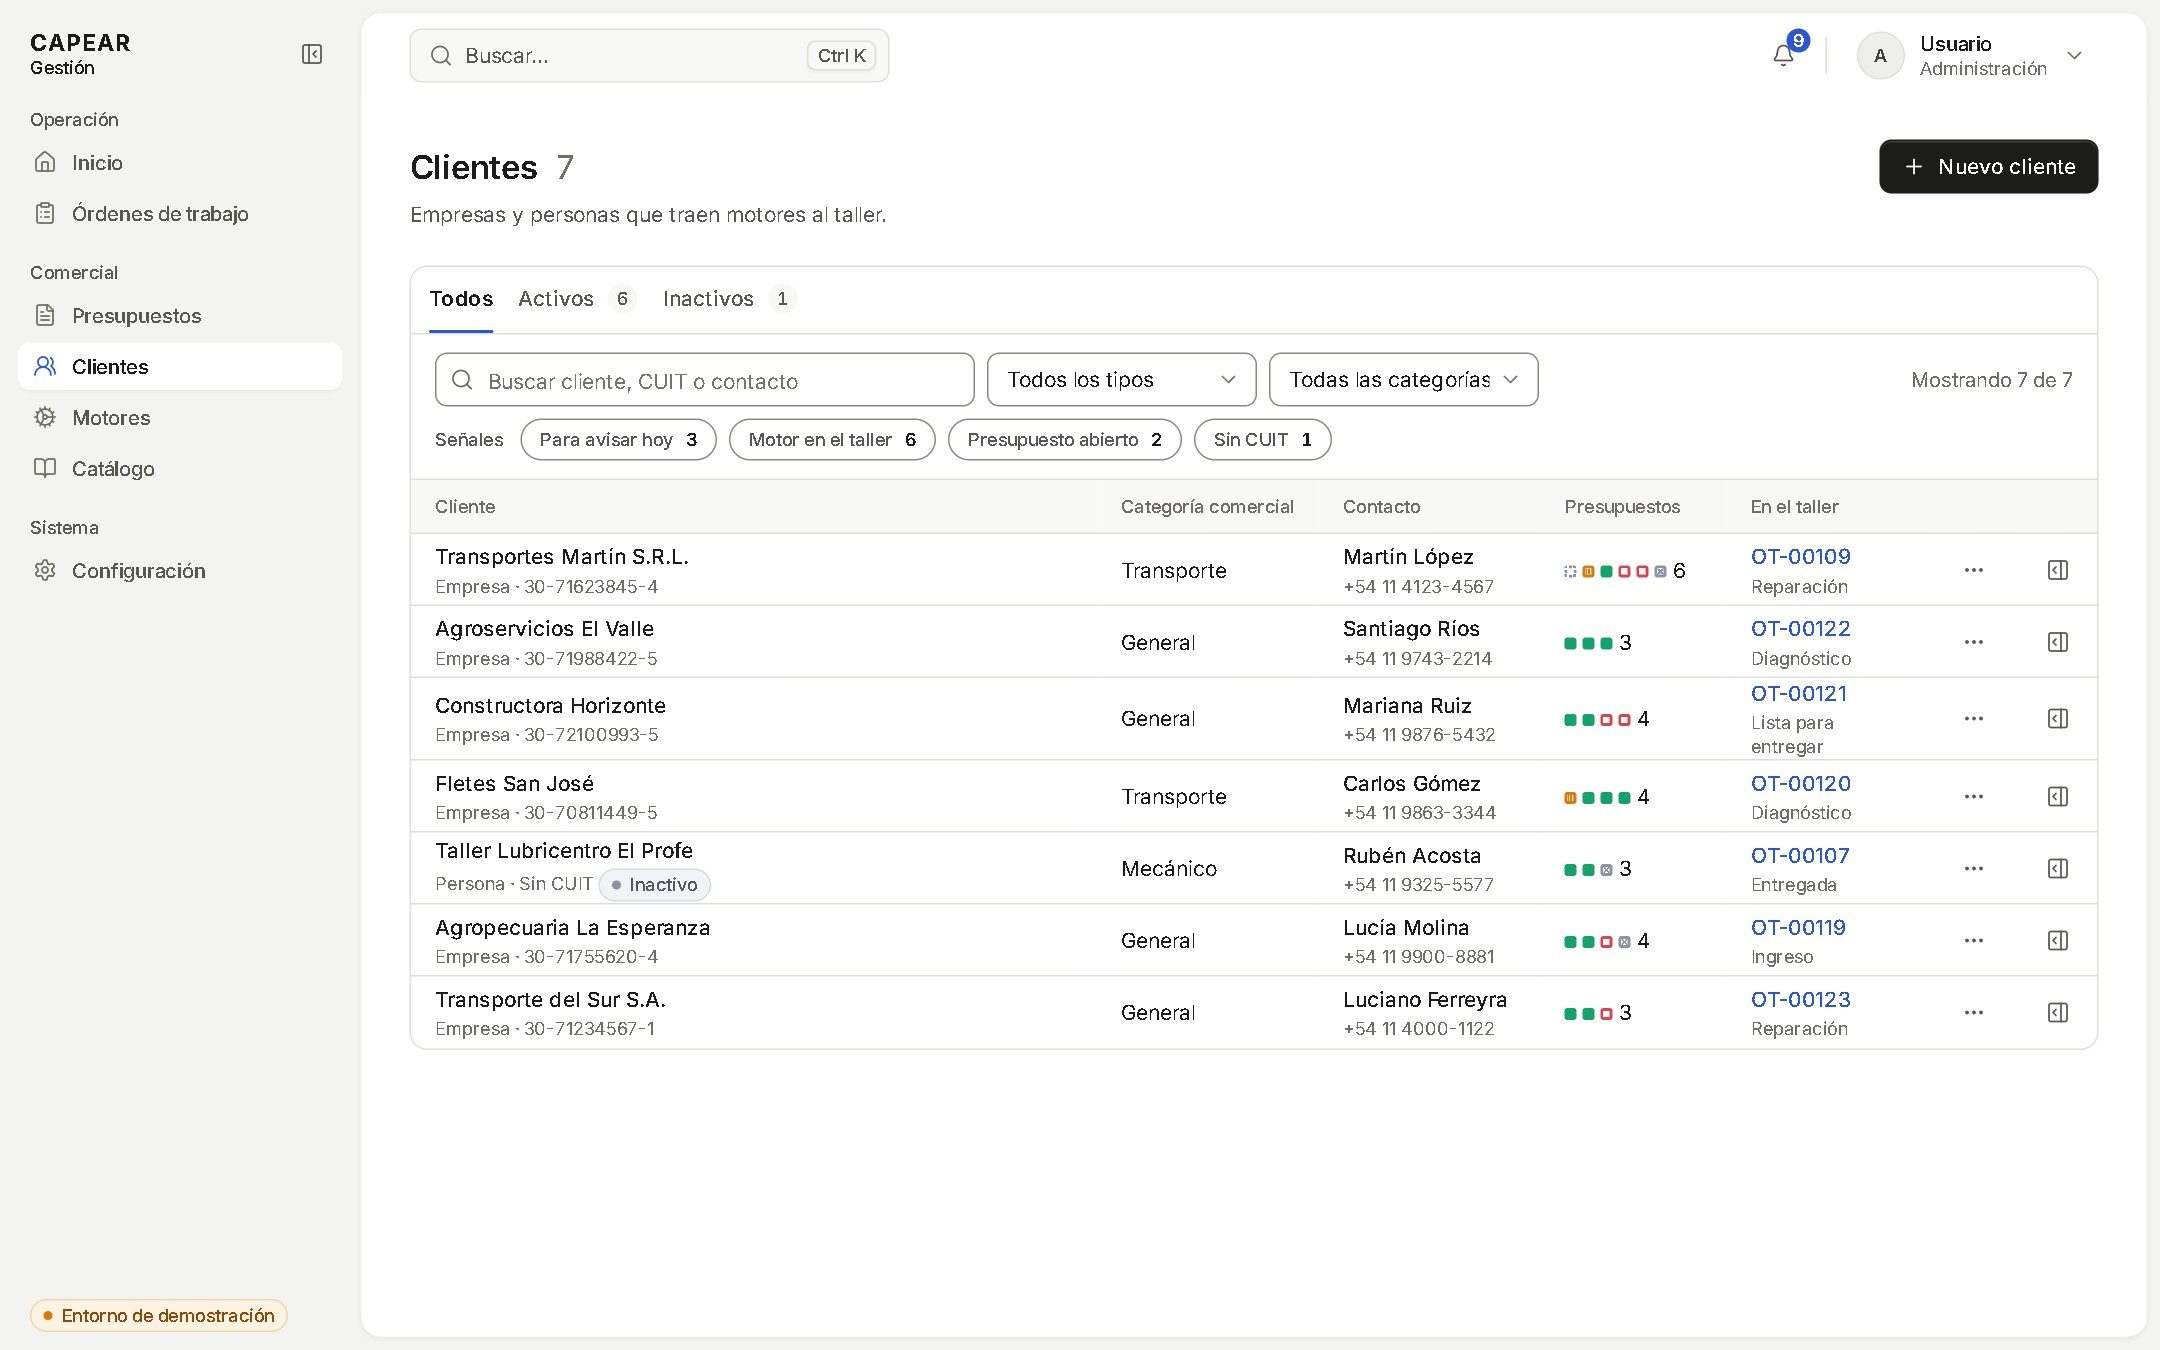 CAPEAR
Gestión
Operación
Inicio
Órdenes de trabajo
Comercial
Presupuestos
Clientes
Motores
Catálogo
Sistema
Configuración
Entorno de demostración
Buscar...
Ctrl K
9
A
Usuario
Administración
Clientes 7
Nuevo cliente
Empresas y personas que traen motores al taller.
Todos Activos 6 Inactivos 1
Buscar cliente, CUIT o contacto
Todos los tipos
Todas las categorías
Mostrando 7 de 7
Señales Para avisar hoy 3 Motor en el taller 6 Presupuesto abierto 2 Sin CUIT 1
Cliente Categoría comercial Contacto Presupuestos En el taller
Transportes Martín S.R.L.
Empresa · 30-71623845-4
Transporte
Martín López
+54 11 4123-4567
6
OT-00109
Reparación
Agroservicios El Valle
Empresa · 30-71988422-5
General
Santiago Ríos
+54 11 9743-2214
3
OT-00122
Diagnóstico
Constructora Horizonte
Empresa · 30-72100993-5
General
Mariana Ruiz
+54 11 9876-5432
4
OT-00121
Lista para
entregar
Fletes San José
Empresa · 30-70811449-5
Transporte
Carlos Gómez
+54 11 9863-3344
4
OT-00120
Diagnóstico
Taller Lubricentro El Profe
Persona · Sin CUIT Inactivo
Mecánico
Rubén Acosta
+54 11 9325-5577
3
OT-00107
Entregada
Agropecuaria La Esperanza
Empresa · 30-71755620-4
General
Lucía Molina
+54 11 9900-8881
4
OT-00119
Ingreso
Transporte del Sur S.A.
Empresa · 30-71234567-1
General
Luciano Ferreyra
+54 11 4000-1122
3
OT-00123
Reparación